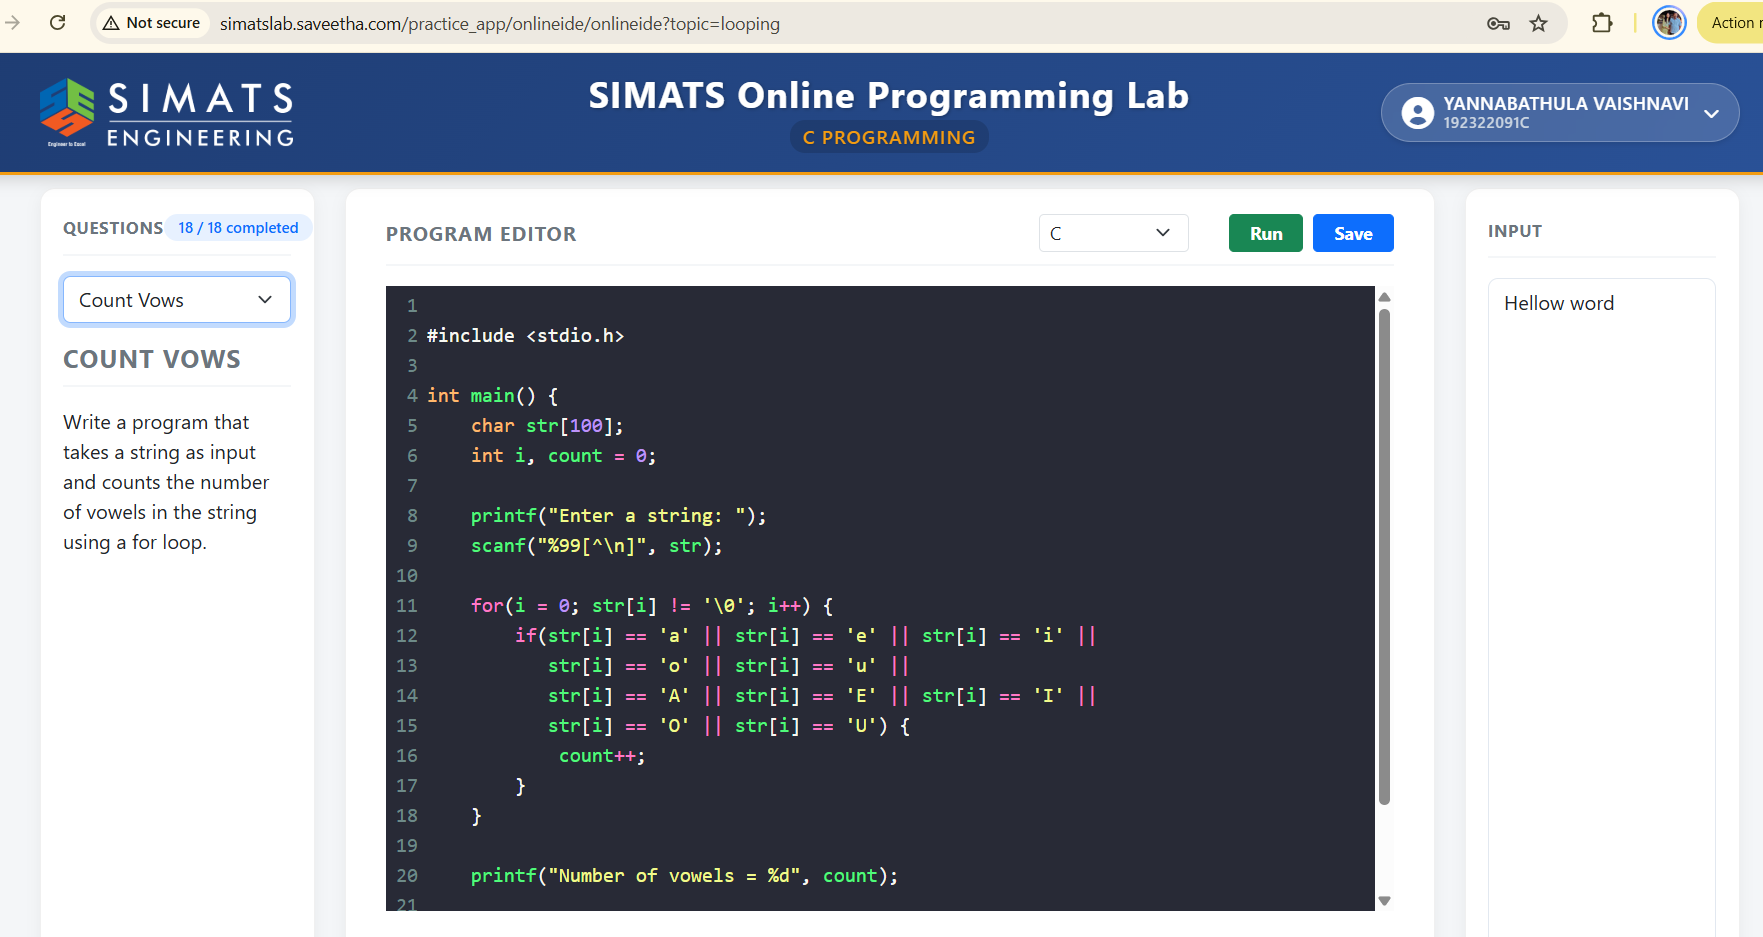 Not secure
simatslab.saveetha.com/practice_app/onlineide/onlineide?topic=looping
Action
SIMATS
ENGINEERING
Engineer to Excel
SIMATS Online Programming Lab
C PROGRAMMING
YANNABATHULA VAISHNAVI
192322091C
QUESTIONS 18 / 18 completed
Count Vows
COUNT VOWS
Write a program that
takes a string as input
and counts the number
of vowels in the string
using a for loop.
PROGRAM EDITOR
C
Run
Save
1
2 #include <stdio.h>
3
4 int main() {
5     char str[100];
6     int i, count = 0;
7
8     printf("Enter a string: ");
9     scanf("%99[^\n]", str);
10
11     for(i = 0; str[i] != '\0'; i++) {
12         if(str[i] == 'a' || str[i] == 'e' || str[i] == 'i' ||
13            str[i] == 'o' || str[i] == 'u' ||
14            str[i] == 'A' || str[i] == 'E' || str[i] == 'I' ||
15            str[i] == 'O' || str[i] == 'U') {
16             count++;
17         }
18     }
19
20     printf("Number of vowels = %d", count);
21
INPUT
Hellow word